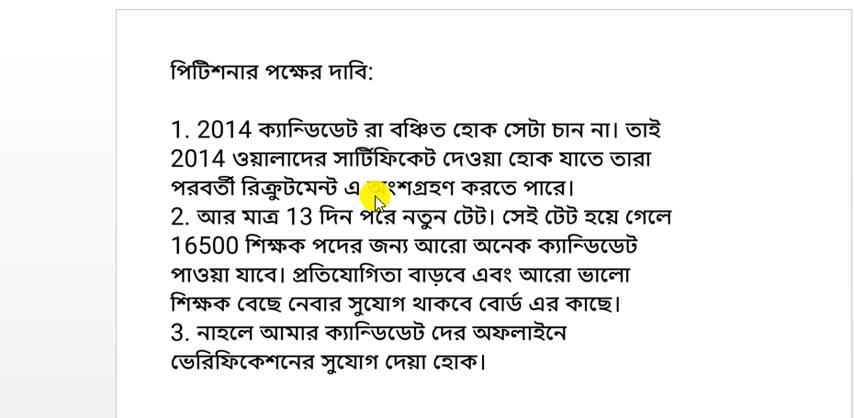 পিটিশনার পক্ষের দাবি:
1. 2014 ক্যান্ডিডেট রা বঞ্চিত হোক সেটা চান না। তাই
2014 ওয়ালাদের সার্টিফিকেট দেওয়া হোক যাতে তারা
পরবর্তী রিক্রুটমেন্ট এ অংশগ্রহণ করতে পারে।
2. আর মাত্র 13 দিন পরে নতুন টেট। সেই টেট হয়ে গেলে
16500 শিক্ষক পদের জন্য আরো অনেক ক্যান্ডিডেট
পাওয়া যাবে। প্রতিযোগিতা বাড়বে এবং আরো ভালো
শিক্ষক বেছে নেবার সুযোগ থাকবে বোর্ড এর কাছে।
3. নাহলে আমার ক্যান্ডিডেট দের অফলাইনে
ভেরিফিকেশনের সুযোগ দেয়া হোক।